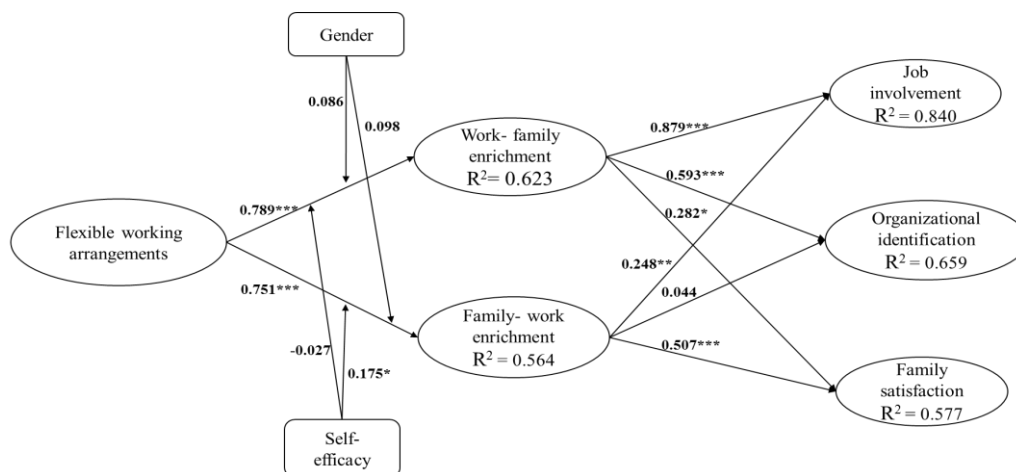 Gender
0.086
0.098
Job
involvement
R² = 0.840
Work- family
enrichment
R²= 0.623
0.879***
0.593***
0.282*
0.789***
Flexible working
arrangements
Organizational
identification
R² = 0.659
0.248**
0.751***
0.044
Family- work
enrichment
R² = 0.564
0.507***
-0.027
0.175*
Family
satisfaction
R² = 0.577
Self-
efficacy